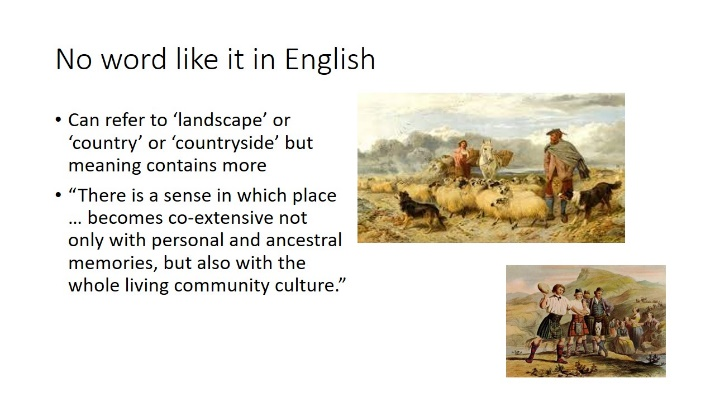 No word like it in English
• Can refer to ‘landscape’ or
‘country’ or ‘countryside’ but
meaning contains more
• “There is a sense in which place
… becomes co-extensive not
only with personal and ancestral
memories, but also with the
whole living community culture.”